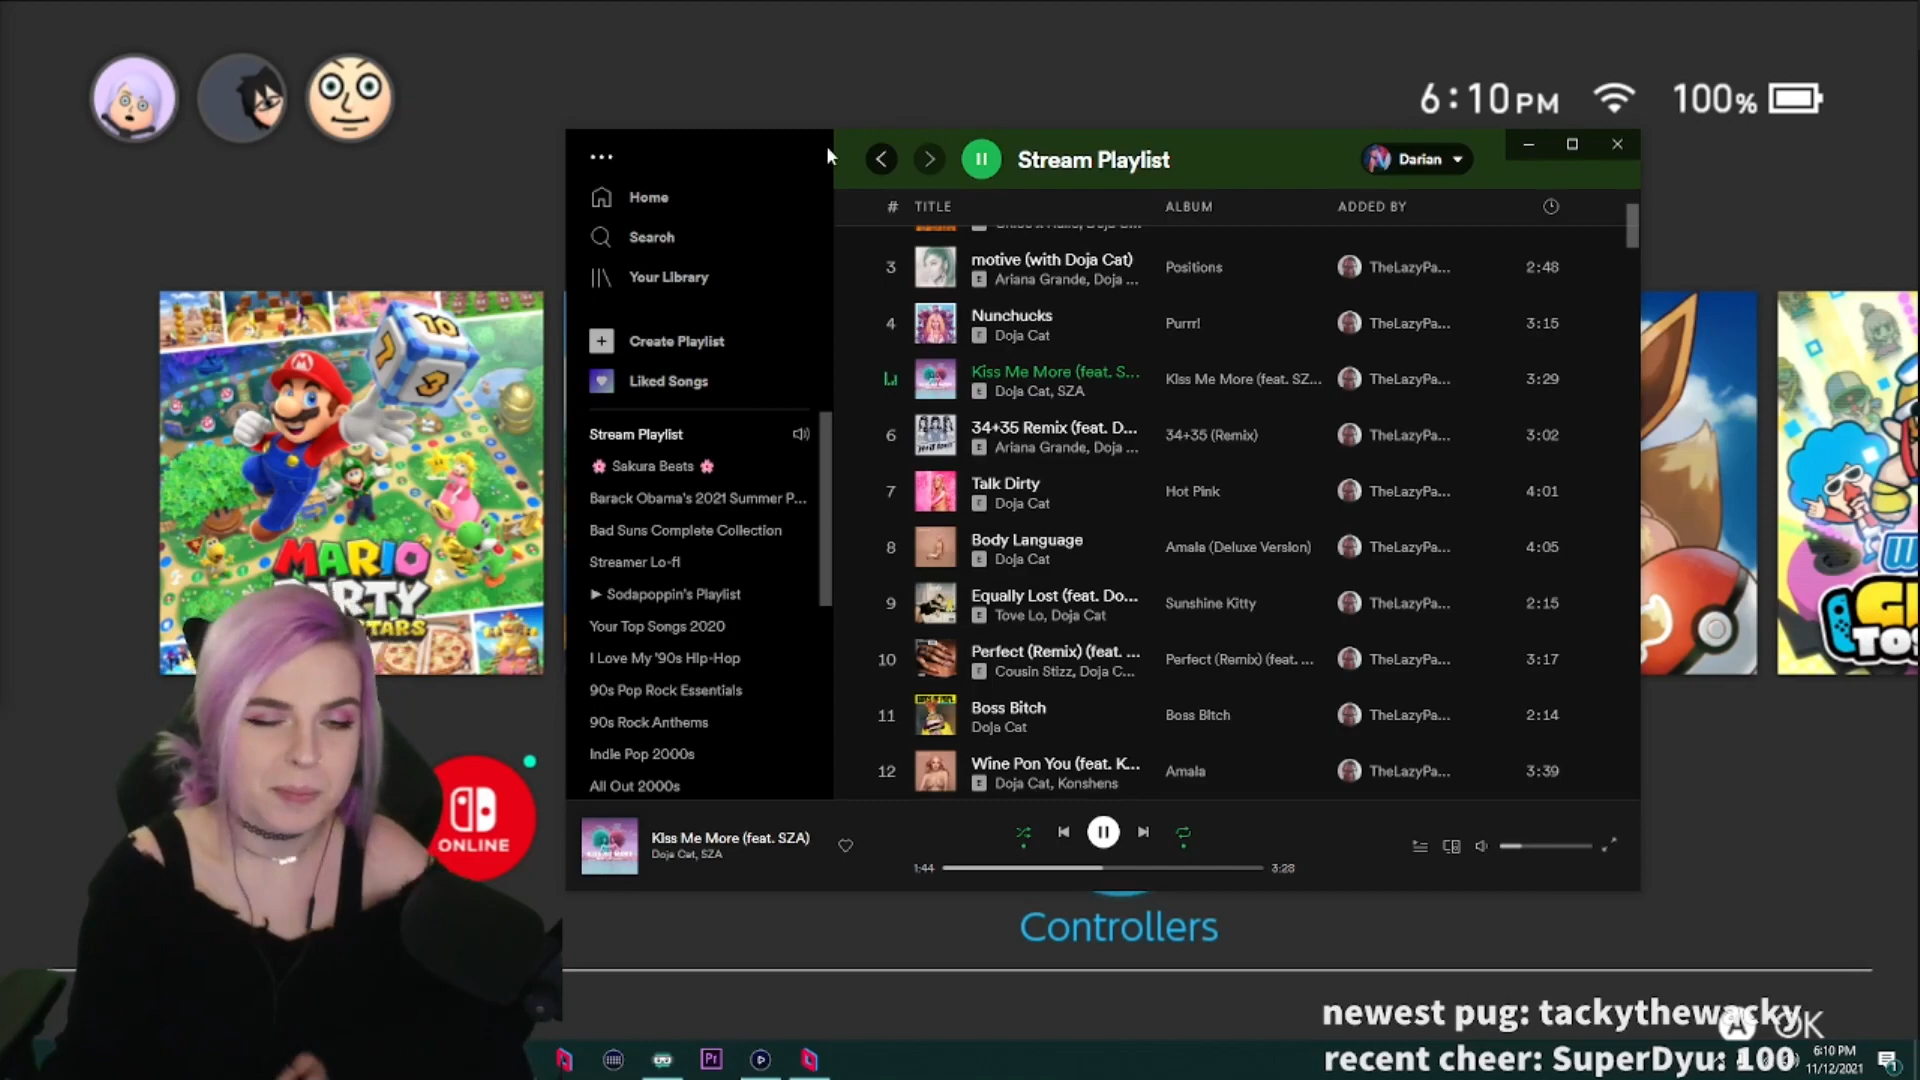 6:10PM
100%
Stream Playlist
Darian
Home
Search
Your Library
Create Playlist
Liked Songs
Stream Playlist
🌸 Sakura Beats 🌸
Barack Obama's 2021 Summer P...
Bad Suns Complete Collection
Streamer Lo-fi
► Sodapoppin's Playlist
Your Top Songs 2020
I Love My '90s Hip-Hop
90s Pop Rock Essentials
90s Rock Anthems
Indie Pop 2000s
All Out 2000s
# TITLE ALBUM ADDED BY
3 motive (with Doja Cat) Positions TheLazyPa... 2:48
E Ariana Grande, Doja ...
4 Nunchucks Purrr! TheLazyPa... 3:15
E Doja Cat
Kiss Me More (feat. S... Kiss Me More (feat. SZ... TheLazyPa... 3:29
E Doja Cat, SZA
6 34+35 Remix (feat. D... 34+35 (Remix) TheLazyPa... 3:02
E Ariana Grande, Doja ...
7 Talk Dirty Hot Pink TheLazyPa... 4:01
E Doja Cat
8 Body Language Amala (Deluxe Version) TheLazyPa... 4:05
E Doja Cat
9 Equally Lost (feat. Do... Sunshine Kitty TheLazyPa... 2:15
E Tove Lo, Doja Cat
10 Perfect (Remix) (feat. ... Perfect (Remix) (feat. ... TheLazyPa... 3:17
E Cousin Stizz, Doja C...
11 Boss Bitch Boss Bitch TheLazyPa... 2:14
Doja Cat
12 Wine Pon You (feat. K... Amala TheLazyPa... 3:39
E Doja Cat, Konshens
Kiss Me More (feat. SZA)
Doja Cat, SZA
1:44
3:28
10
7
3
M
MARIO
PARTY
ONLINE
Controllers
newest pug: tackythewacky
A OK
recent cheer: SuperDyu: 100
Pr
6:10 PM
11/12/2021